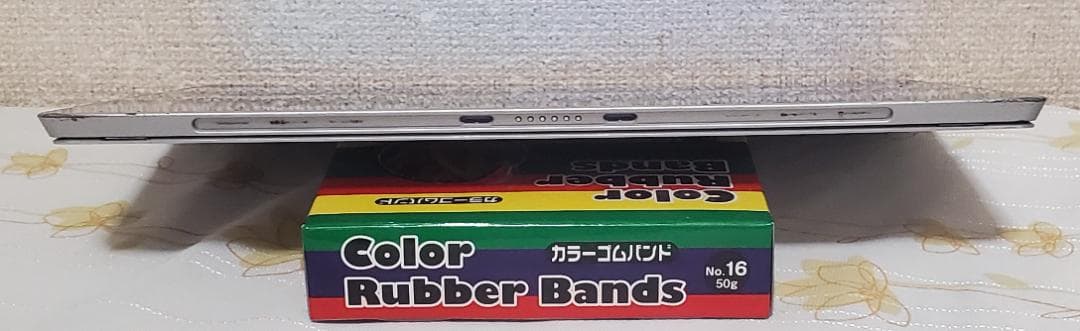 Color
Rubber
Bands
カラーゴムバンド
Color
カラーゴムバンド
Rubber Bands
No.16
50g